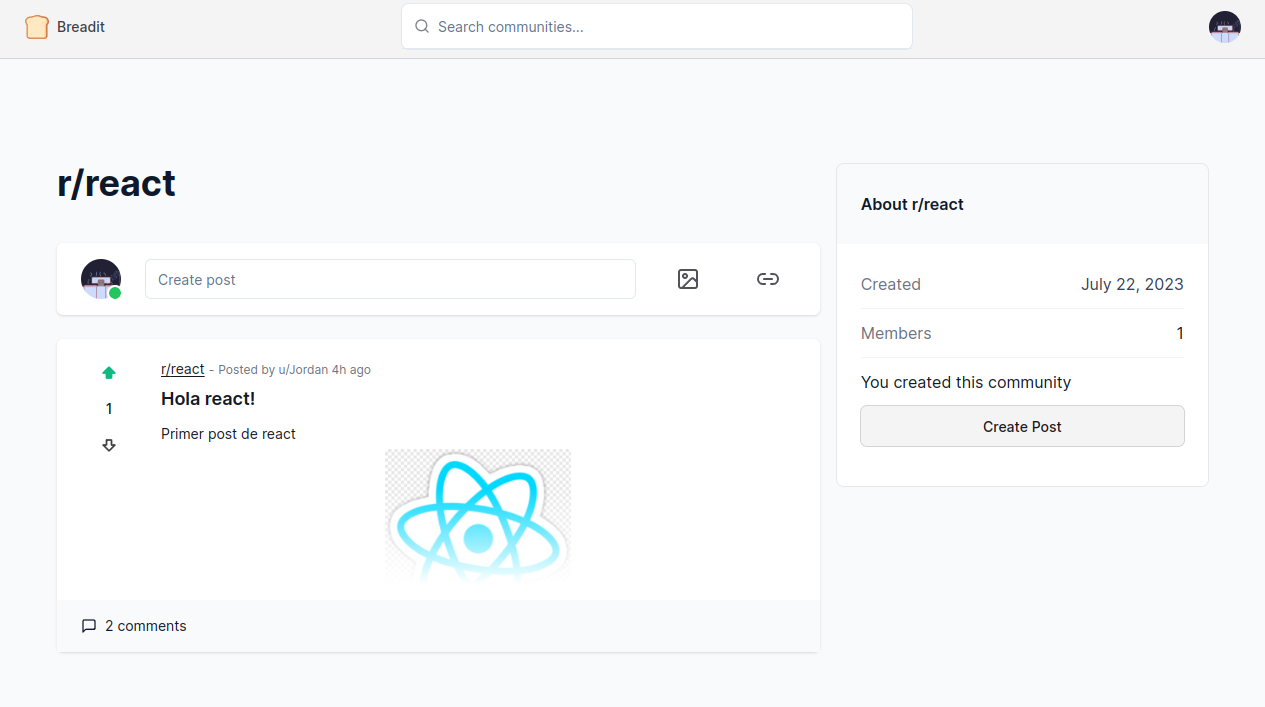 Breadit
Search communities...
r/react
Create post
r/react - Posted by u/Jordan 4h ago
1
Hola react!
Primer post de react
2 comments
About r/react
Created July 22, 2023
Members 1
You created this community
Create Post